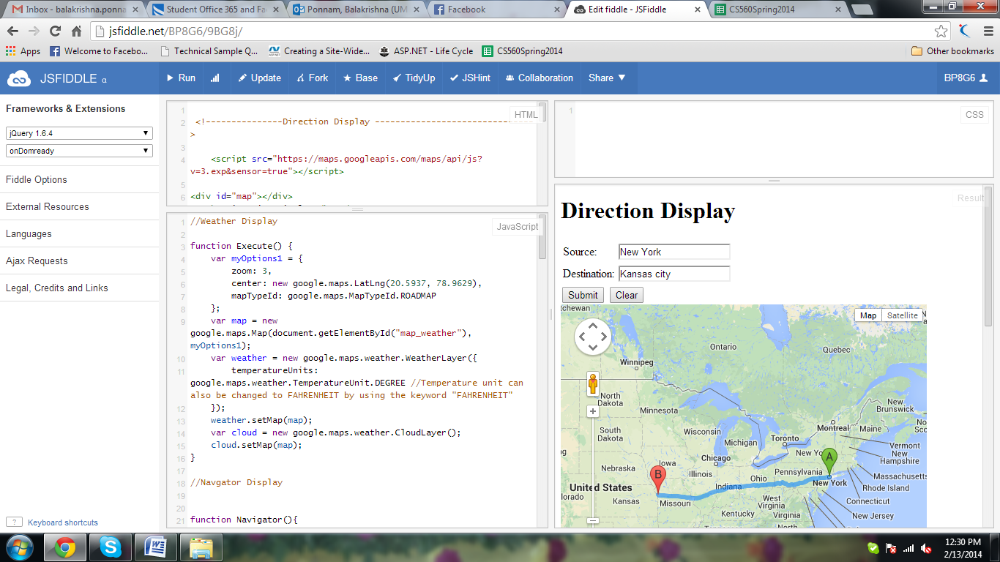 Inbox - balakrishna.ponna
Student Office 365 and Fa
Ponnam, Balakrishna (UM
Facebook
Edit fiddle - JSFiddle
CS560Spring2014
jsfiddle.net/BP8G6/9BG8j/
Apps
Welcome to Facebo...
Technical Sample Q...
Creating a Site-Wide...
ASP.NET - Life Cycle
CS560Spring2014
Other bookmarks
JSFIDDLE α
Run
Update
Fork
Base
TidyUp
JSHint
Collaboration
Share
BP8G6
Frameworks & Extensions
jQuery 1.6.4
onDomready
Fiddle Options
External Resources
Languages
Ajax Requests
Legal, Credits and Links
? Keyboard shortcuts
HTML
1
2 <!---------------Direction Display ---------------------------
>
3
4 <script src="https://maps.googleapis.com/maps/api/js?
v=3.exp&sensor=true"></script>
5
6 <div id="map"></div>
JavaScript
1 //Weather Display
2
3 function Execute() {
4 var myOptions1 = {
5 zoom: 3,
6 center: new google.maps.LatLng(20.5937, 78.9629),
7 mapTypeId: google.maps.MapTypeId.ROADMAP
8 };
9 var map = new
google.maps.Map(document.getElementById("map_weather"),
myOptions1);
10 var weather = new google.maps.weather.WeatherLayer({
11 temperatureUnits:
google.maps.weather.TemperatureUnit.DEGREE //Temperature unit can
also be changed to FAHRENHEIT by using the keyword "FAHRENHEIT"
12 });
13 weather.setMap(map);
14 var cloud = new google.maps.weather.CloudLayer();
15 cloud.setMap(map);
16 }
17
18 //Navgator Display
19
20
21 function Navigator(){
1
CSS
Result
Direction Display
Source: New York
Destination: Kansas city
Submit Clear
Map Satellite
tchewan
Ontario
Quebec
Winnipeg
North
Dakota
Minnesota
New
Brunswick
Montreal
Maine
South
Dakota
Wisconsin
Michigan
Toronto
Vermont
New
Hampshire
Chicago
Iowa
Nebraska
Illinois
Ohio
Pennsylvania
New Yo
A
B
Massachusetts
Rhode Island
New York
United States
Indiana
Kansas
Missouri
West
Virginia
Connecticut
Kentucky
Virginia
New Jersey
12:30 PM
2/13/2014